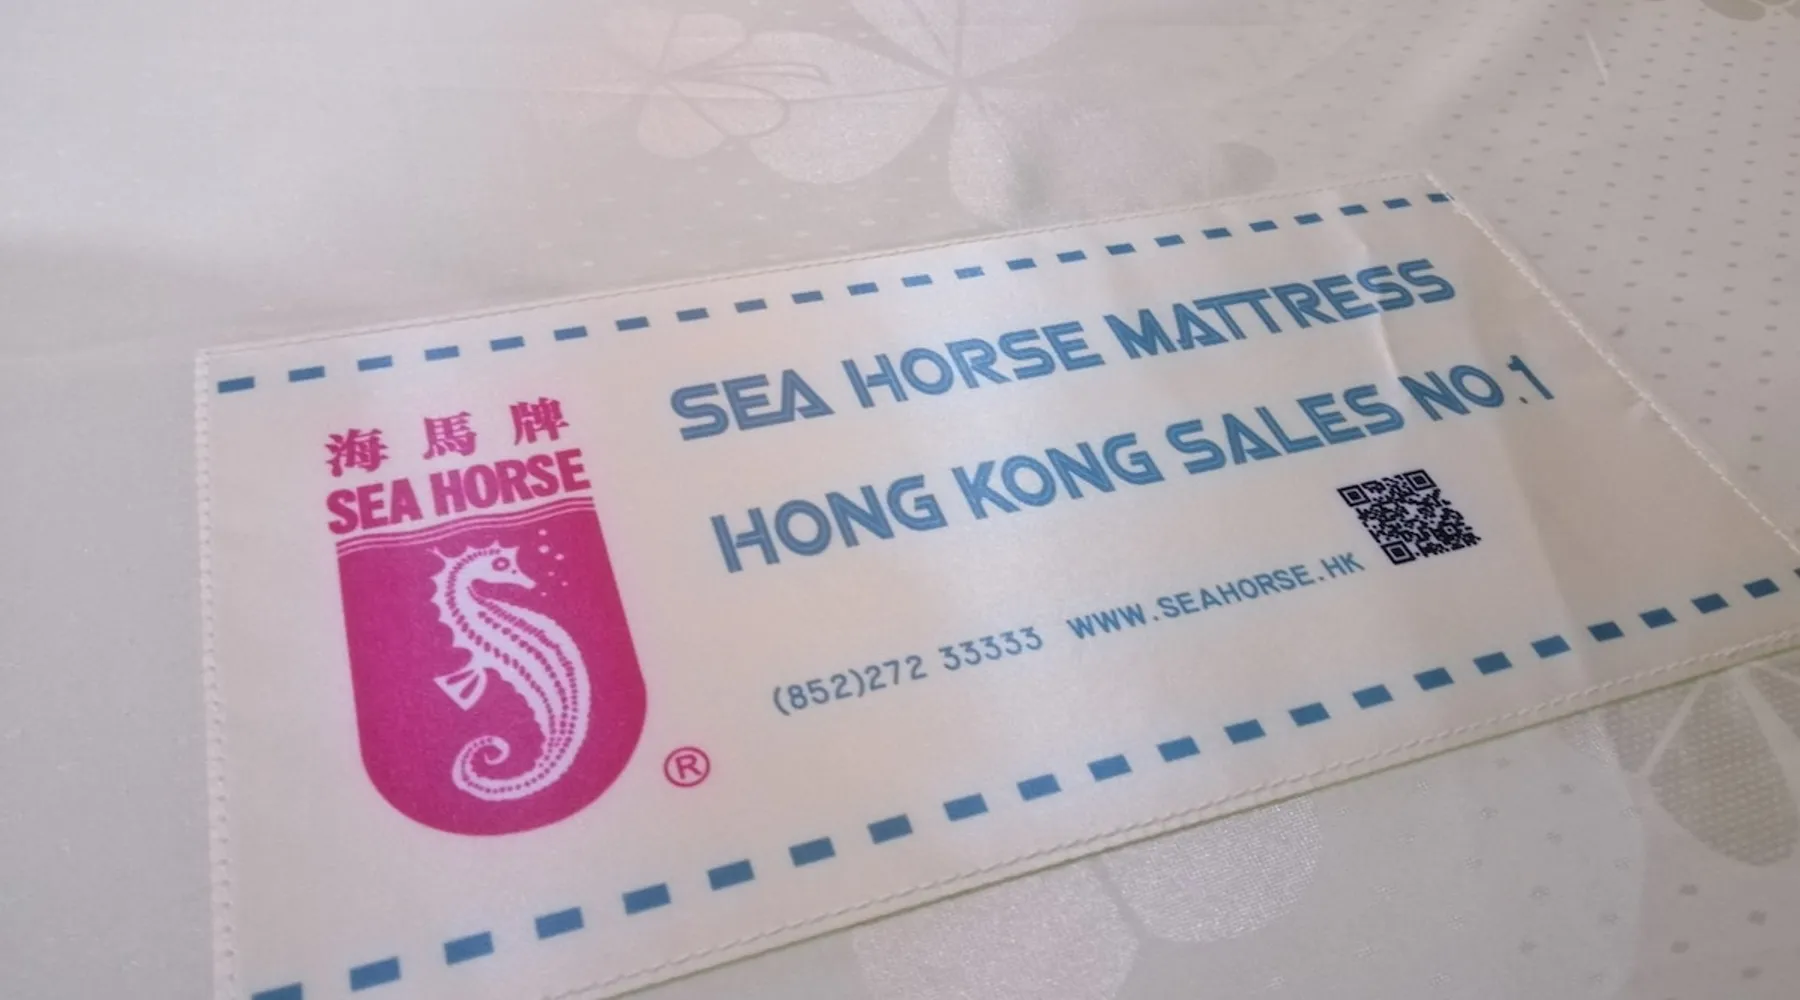 海馬牌
SEA HORSE
®
SEA HORSE MATTRESS
HONG KONG SALES NO.1
(852)272 33333 WWW.SEAHORSE.HK